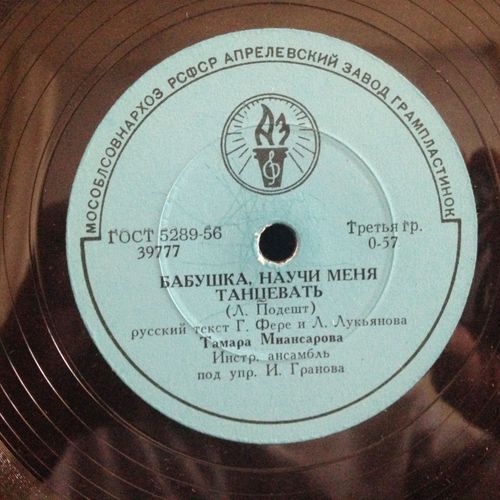 МОСОБЛСОВНАРХОЗ РСФСР АПРЕЛЕВСКИЙ ЗАВОД ГРАМПЛАСТИНОК
АЗ
ГОСТ 5289-56
39777
Третья гр.
0-57
БАБУШКА, НАУЧИ МЕНЯ
ТАНЦЕВАТЬ
(Л. Подешт)
русский текст Г. Фере и Л. Лукьянова
Тамара Миансарова
Инстр. ансамбль
под упр. И. Гранова